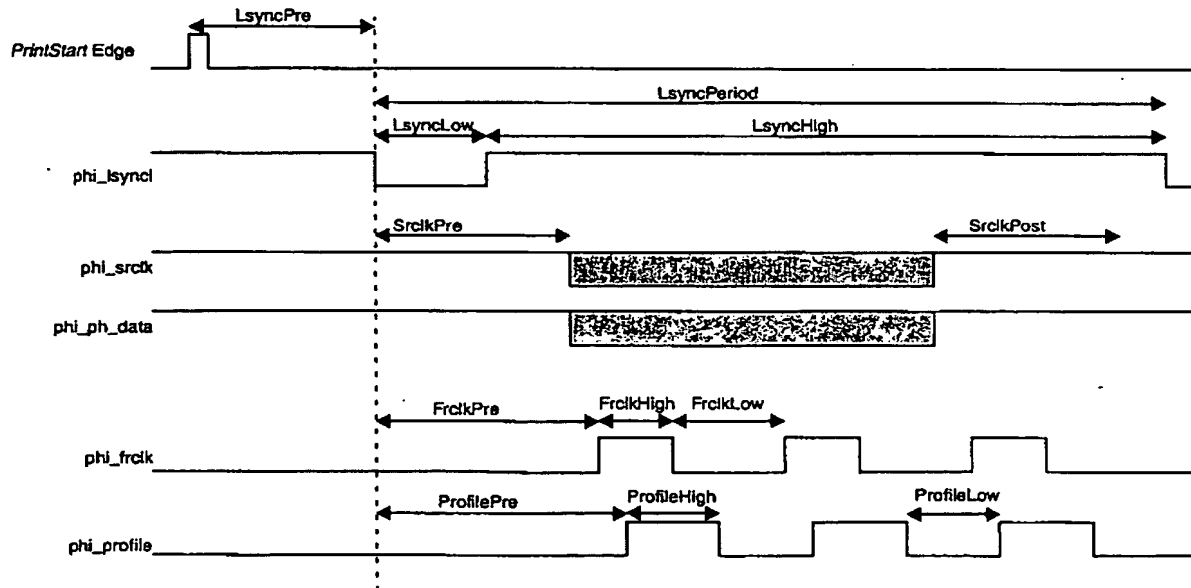 LsyncPre
PrintStart Edge
LsyncPeriod
LsyncLow
LsyncHigh
phi_lsyncl
SrclkPre
SrclkPost
phi_srclk
phi_ph_data
FrclkPre
FrclkHigh
FrclkLow
phi_frclk
ProfilePre
ProfileHigh
ProfileLow
phi_profile